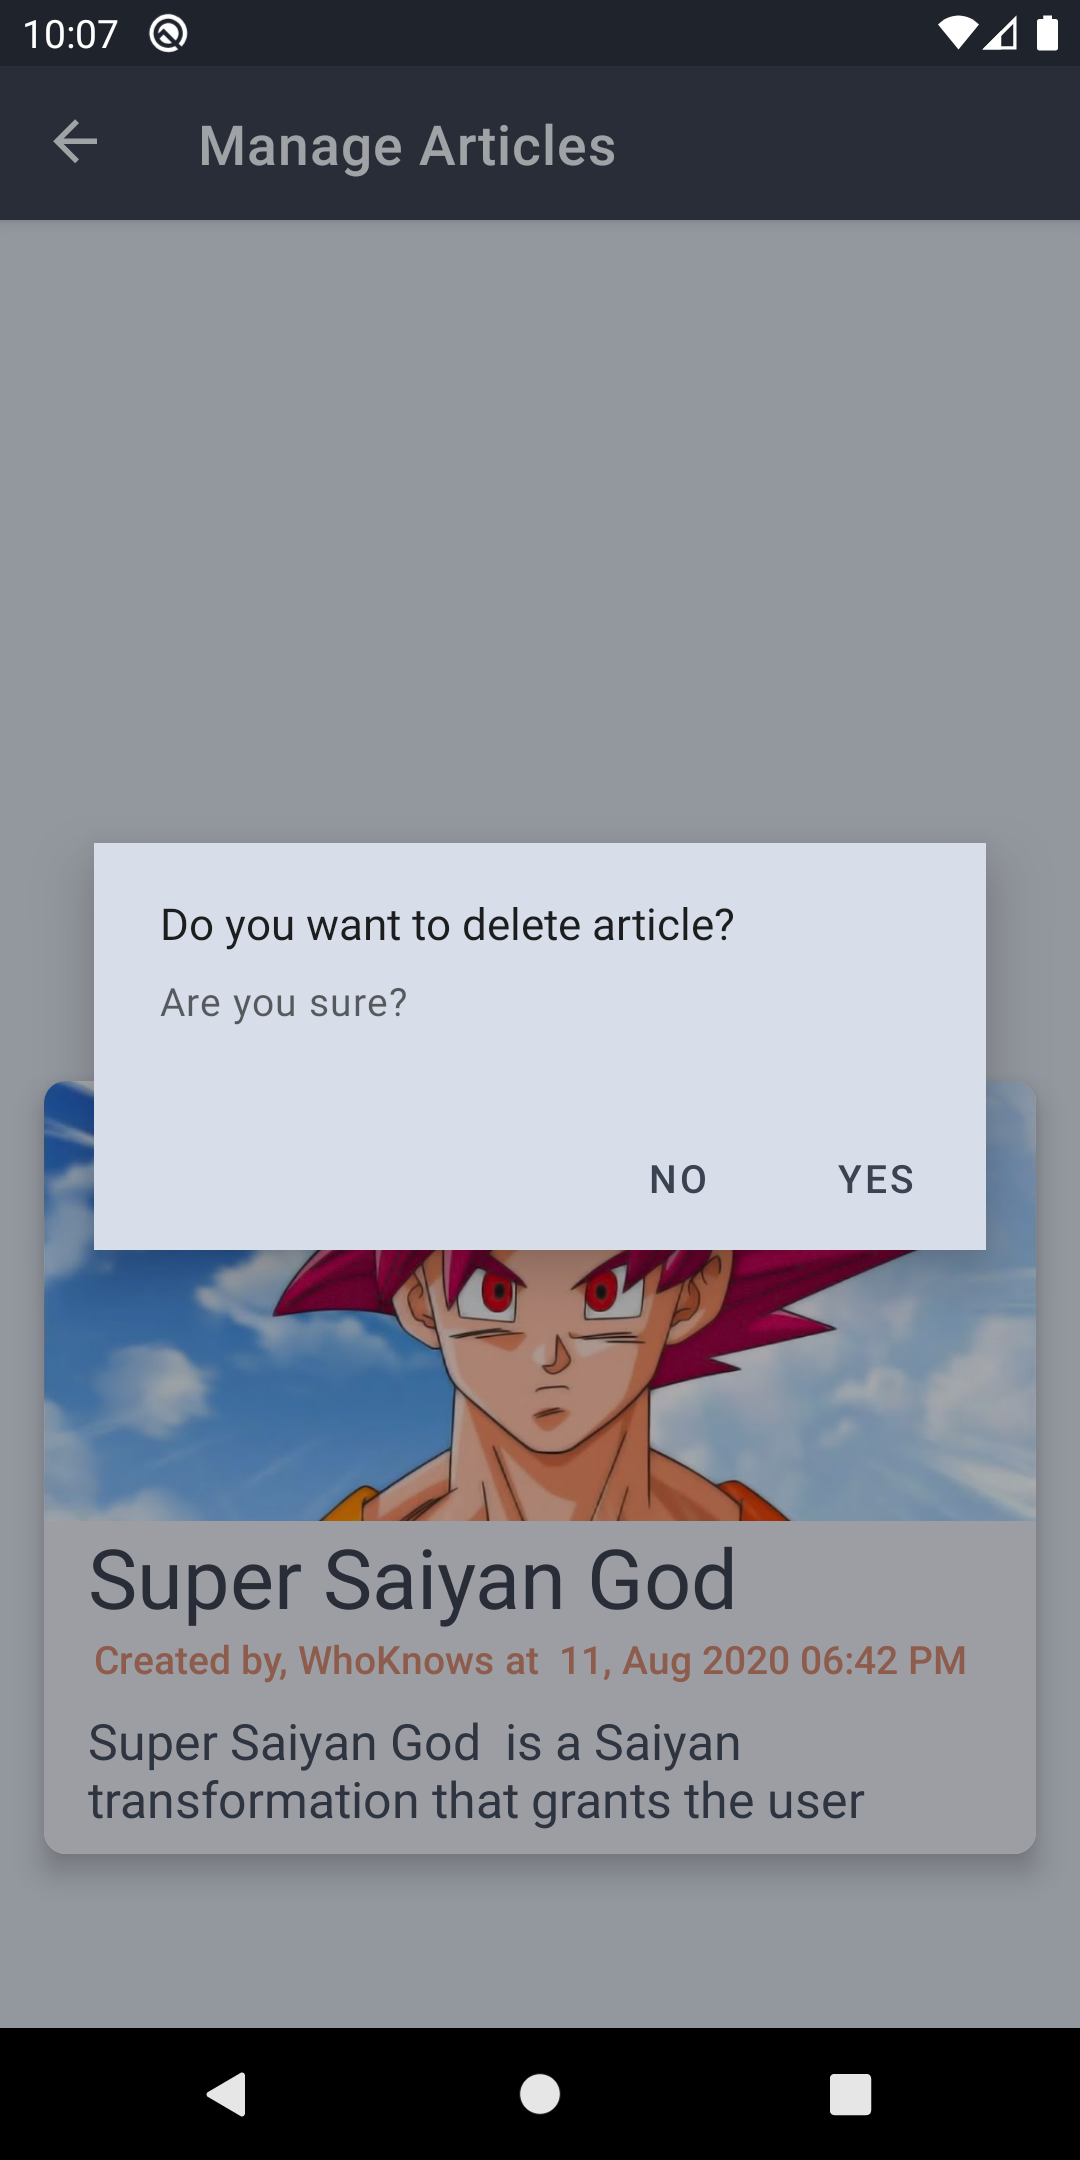 10:07
Manage Articles
Do you want to delete article?
Are you sure?
NO YES
Super Saiyan God
Created by, WhoKnows at 11, Aug 2020 06:42 PM
Super Saiyan God is a Saiyan
transformation that grants the user